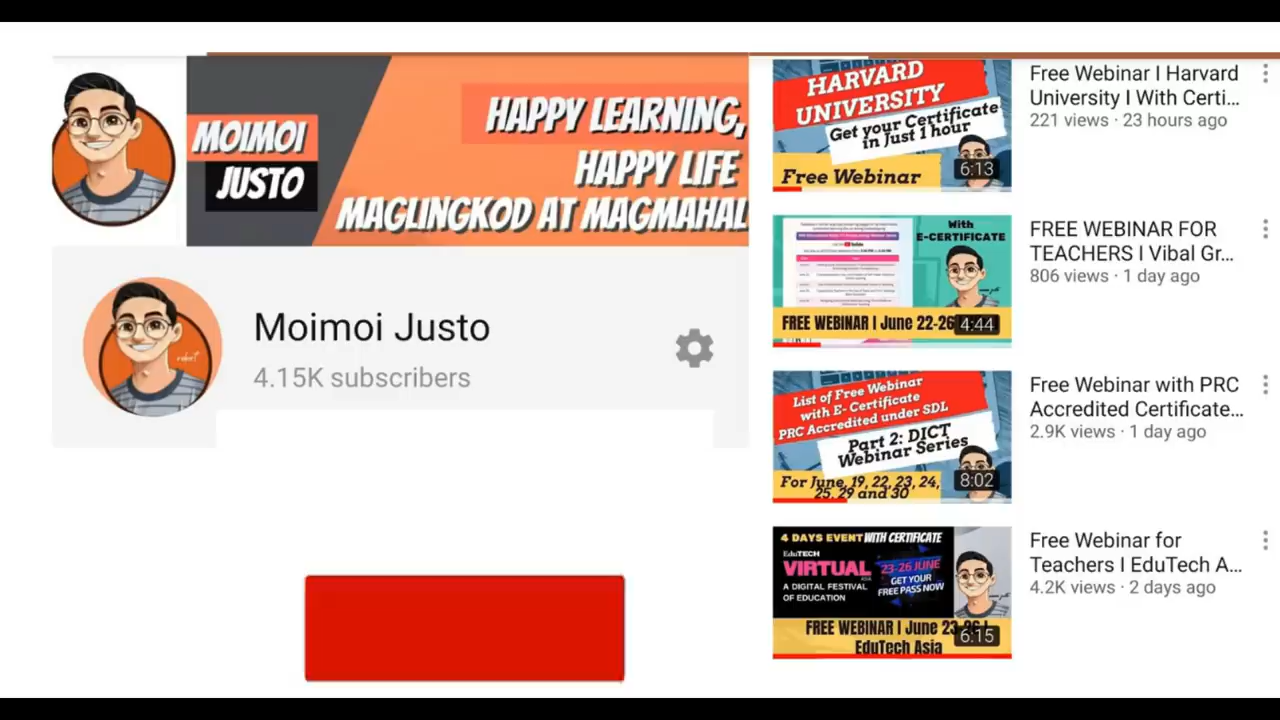 MOIMOI
JUSTO
HAPPY LEARNING,
HAPPY LIFE
MAGLINGKOD AT MAGMAHAL
Moimoi Justo
4.15K subscribers
HARVARD
UNIVERSITY
Get your Certificate
in Just 1 hour
Free Webinar
6:13
Free Webinar I Harvard
University I With Certi...
221 views · 23 hours ago
With
E-CERTIFICATE
FREE WEBINAR I June 22-26
4:44
FREE WEBINAR FOR
TEACHERS I Vibal Gr...
806 views · 1 day ago
List of Free Webinar
with E- Certificate
PRC Accredited under SDL
Part 2: DICT
Webinar Series
For June, 19, 22, 23, 24,
25, 29 and 30
8:02
Free Webinar with PRC
Accredited Certificate...
2.9K views · 1 day ago
4 DAYS EVENT WITH CERTIFICATE
EduTECH
VIRTUAL
ASIA
A DIGITAL FESTIVAL
OF EDUCATION
23-26 JUNE
GET YOUR
FREE PASS NOW
FREE WEBINAR I June 23-26 I
EduTech Asia
6:15
Free Webinar for
Teachers I EduTech A...
4.2K views · 2 days ago